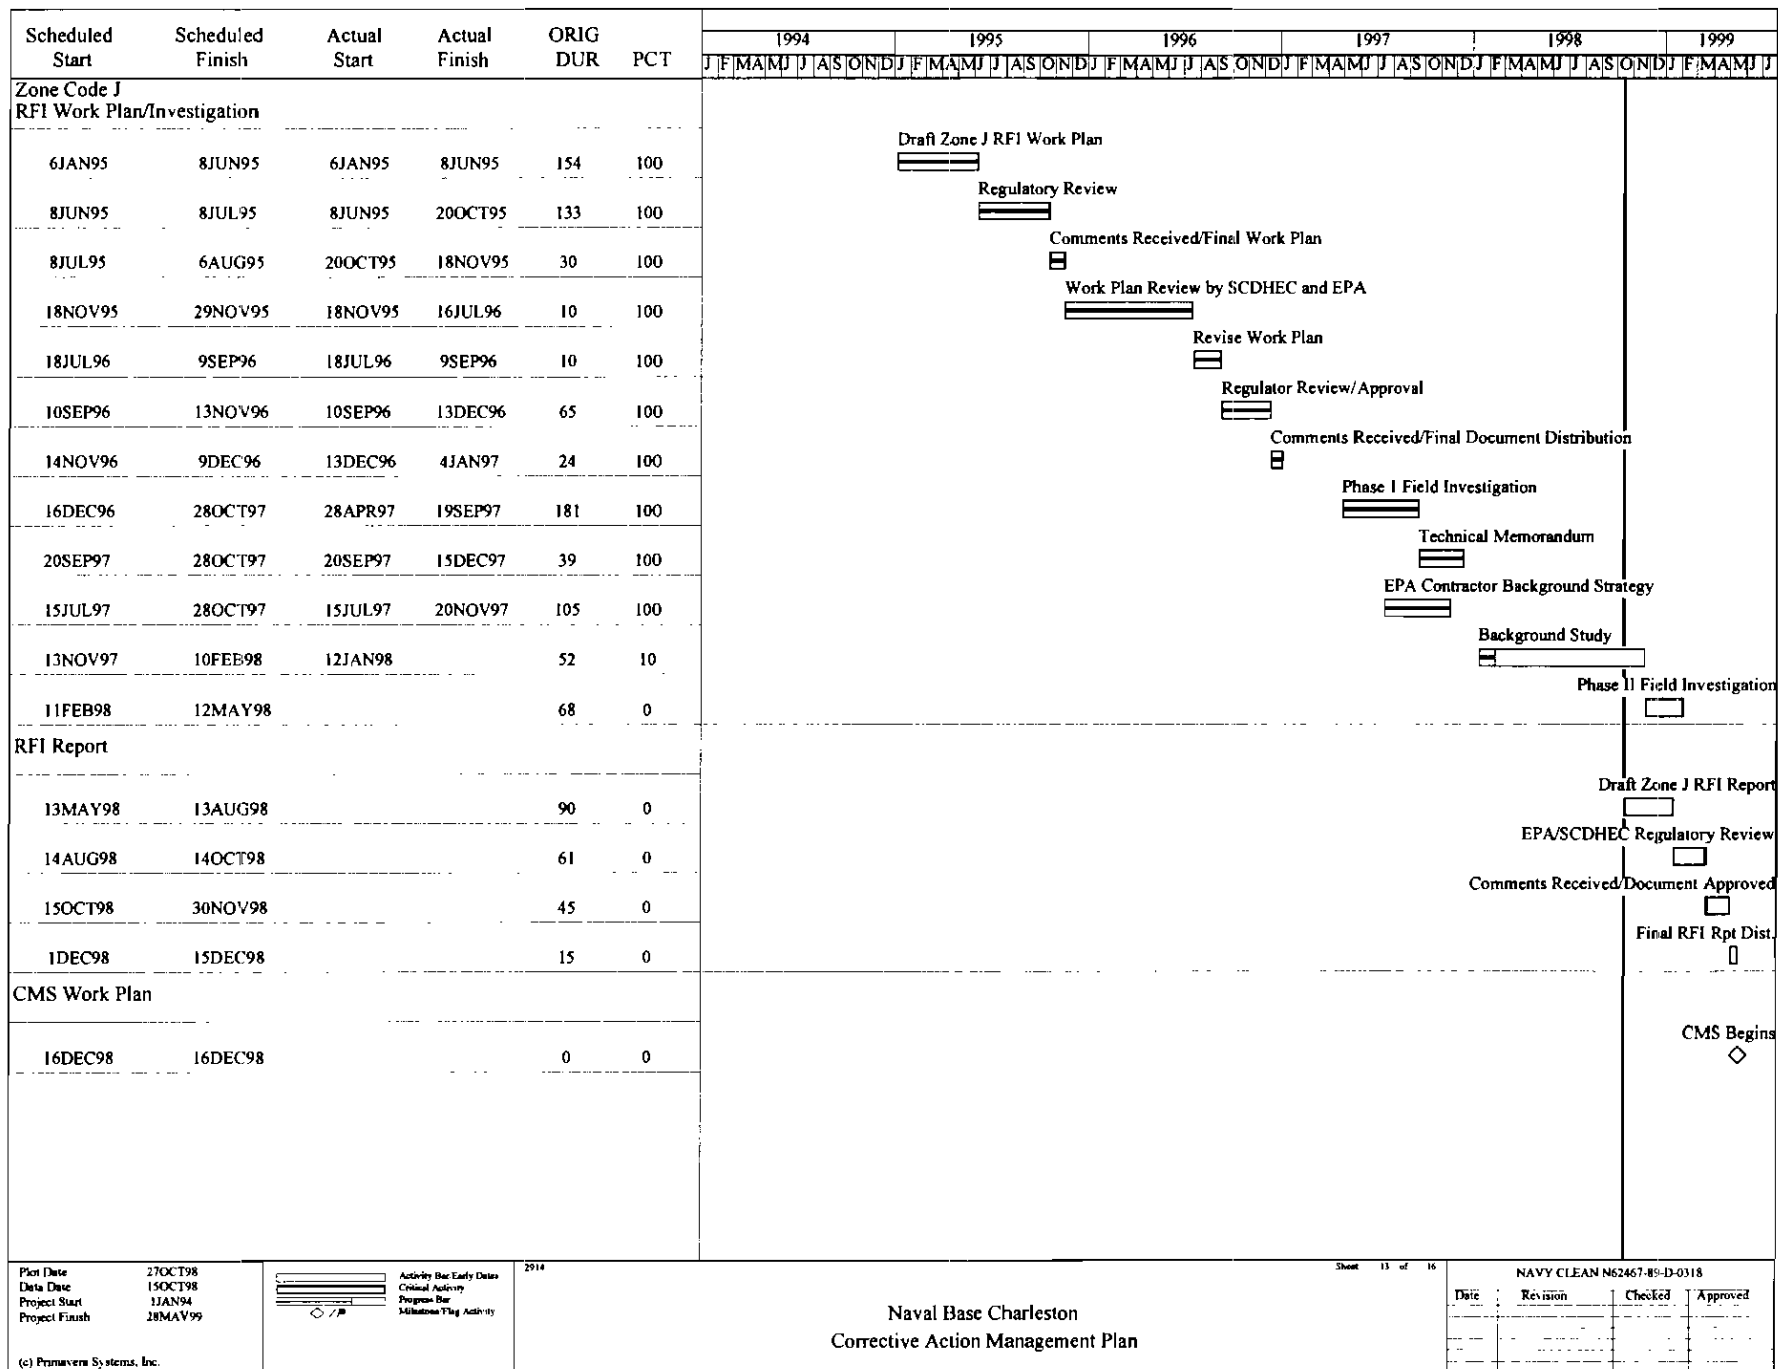 Scheduled Start Scheduled Finish Actual Start Actual Finish ORIG DUR PCT
1994 1995 1996 1997 1998 1999
J F M A M J J A S O N D J F M A M J J A S O N D J F M A M J J A S O N D J F M A M J J A S O N D J F M A M J J A S O N D J F M A M J J
Zone Code J
RFI Work Plan/Investigation
Draft Zone J RFI Work Plan
6JAN95 8JUN95 6JAN95 8JUN95 154 100
Regulatory Review
8JUN95 8JUL95 8JUN95 20OCT95 133 100
Comments Received/Final Work Plan
8JUL95 6AUG95 20OCT95 18NOV95 30 100
Work Plan Review by SCDHEC and EPA
18NOV95 29NOV95 18NOV95 16JUL96 10 100
Revise Work Plan
18JUL96 9SEP96 18JUL96 9SEP96 10 100
Regulator Review/Approval
10SEP96 13NOV96 10SEP96 13DEC96 65 100
Comments Received/Final Document Distribution
14NOV96 9DEC96 13DEC96 4JAN97 24 100
Phase I Field Investigation
16DEC96 28OCT97 28APR97 19SEP97 181 100
Technical Memorandum
20SEP97 28OCT97 20SEP97 15DEC97 39 100
EPA Contractor Background Strategy
15JUL97 28OCT97 15JUL97 20NOV97 105 100
Background Study
13NOV97 10FEB98 12JAN98 52 10
Phase II Field Investigation
11FEB98 12MAY98 68 0
RFI Report
Draft Zone J RFI Report
13MAY98 13AUG98 90 0
EPA/SCDHEC Regulatory Review
14AUG98 14OCT98 61 0
Comments Received/Document Approved
15OCT98 30NOV98 45 0
Final RFI Rpt Dist.
1DEC98 15DEC98 15 0
CMS Work Plan
CMS Begins
16DEC98 16DEC98 0 0
Plot Date 27OCT98
Data Date 15OCT98
Project Start 1JAN94
Project Finish 28MAY99
(c) Primavera Systems, Inc.
Activity Bar/Early Dates
Critical Activity
Progress Bar
Milestone/Flag Activity
2914
Sheet 13 of 16
Naval Base Charleston
Corrective Action Management Plan
NAVY CLEAN N62467-89-D-0318
Date Revision Checked Approved